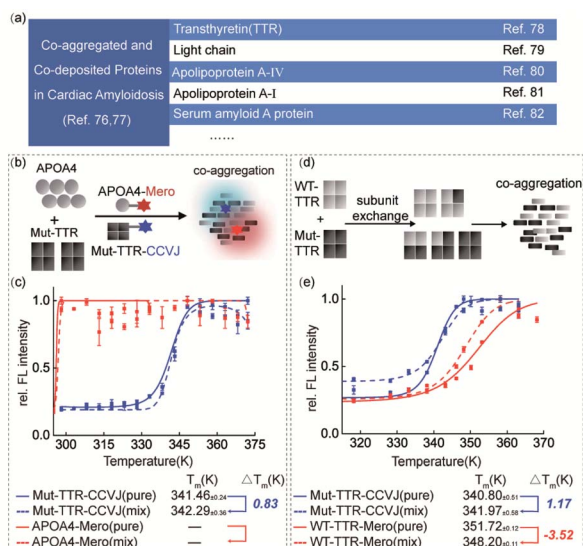 (a)
Co-aggregated and
Co-deposited Proteins
in Cardiac Amyloidosis
(Ref. 76,77)
Transthyretin(TTR) Ref. 78
Light chain Ref. 79
Apolipoprotein A-IV Ref. 80
Apolipoprotein A-I Ref. 81
Serum amyloid A protein Ref. 82
......
(b)
APOA4
+
Mut-TTR
APOA4-Mero
Mut-TTR-CCVJ
co-aggregation
(d)
WT-
TTR
+
Mut-
TTR
subunit
exchange
co-aggregation
(c)
rel. FL intensity
1.0
0.5
0.0
300 315 330 345 360 375
Temperature(K)
Tm(K) △Tm(K)
Mut-TTR-CCVJ(pure) 341.46±0.24
Mut-TTR-CCVJ(mix) 342.29±0.36
0.83
APOA4-Mero(pure) —
APOA4-Mero(mix) —
(e)
rel. FL intensity
1.0
0.5
0.0
320 330 340 350 360 370
Temperature(K)
Tm(K) △Tm(K)
Mut-TTR-CCVJ(pure) 340.80±0.51
Mut-TTR-CCVJ(mix) 341.97±0.58
1.17
WT-TTR-Mero(pure) 351.72±0.12
WT-TTR-Mero(mix) 348.20±0.11
-3.52